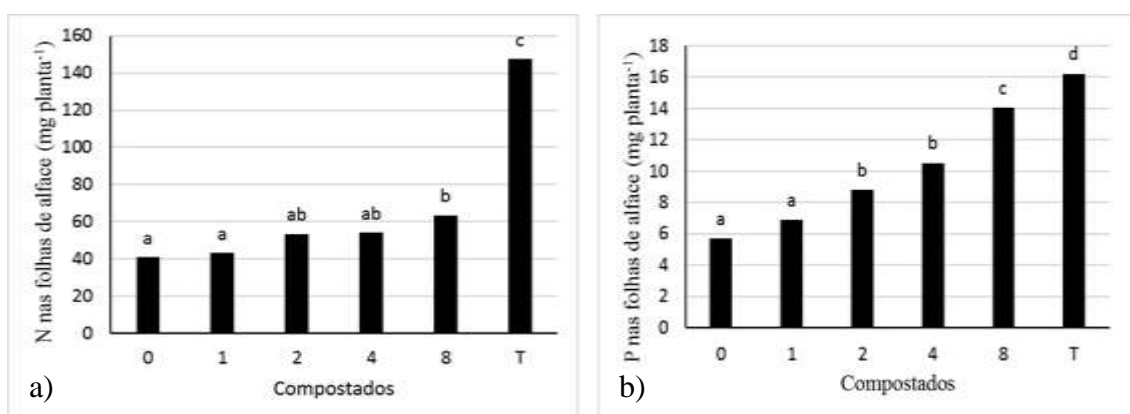 N nas folhas de alface (mg planta⁻¹)
160
140
120
100
80
60
40
20
0
a
a
ab
ab
b
c
0 1 2 4 8 T
Compostados
a)
P nas folhas de alface (mg planta⁻¹)
18
16
14
12
10
8
6
4
2
0
a
a
b
b
c
d
0 1 2 4 8 T
Compostados
b)